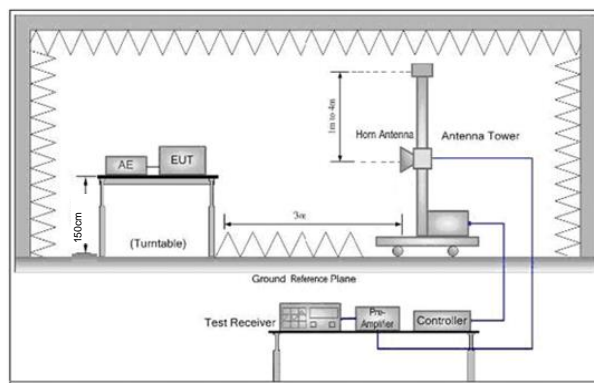 1m to 4m
Horn Antenna
Antenna Tower
AE
EUT
150cm
(Turntable)
3m
Ground Reference Plane
Test Receiver
Pre-
Amplifier
Controller